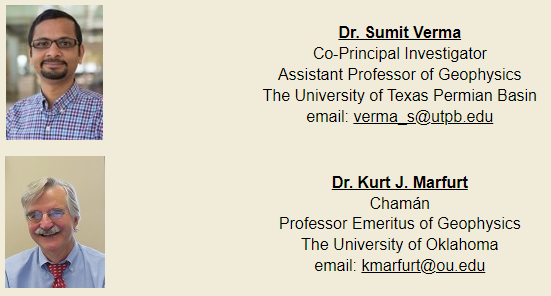 Dr. Sumit Verma
Co-Principal Investigator
Assistant Professor of Geophysics
The University of Texas Permian Basin
email: verma_s@utpb.edu
Dr. Kurt J. Marfurt
Chamán
Professor Emeritus of Geophysics
The University of Oklahoma
email: kmarfurt@ou.edu